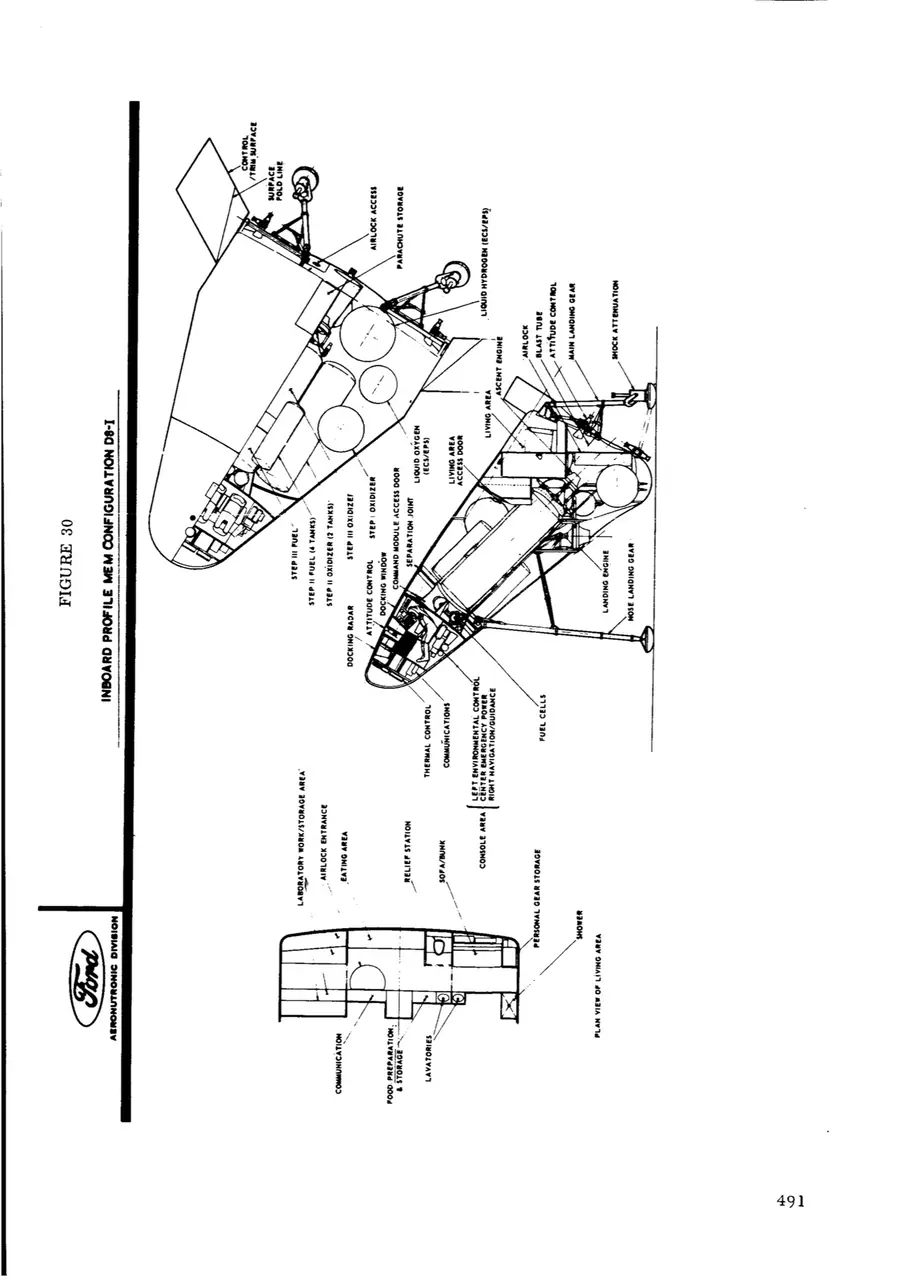 FIGURE 30
Ford
AERONUTRONIC DIVISION
INBOARD PROFILE MEM CONFIGURATION D8-I
CONTROL
/TRIM SURFACE
SURFACE
FOLD LINE
AIRLOCK ACCESS
PARACHUTE STORAGE
LIQUID HYDROGEN (ECS/EPS)
STEP III FUEL
STEP II FUEL (4 TANKS)
STEP II OXIDIZER (2 TANKS)
STEP III OXIDIZER
STEP I OXIDIZER
LIQUID OXYGEN
(ECS/EPS)
DOCKING RADAR
ATTITUDE CONTROL
DOCKING WINDOW
COMMAND MODULE ACCESS DOOR
SEPARATION JOINT
LIVING AREA
ACCESS DOOR
LIVING AREA
ASCENT ENGINE
AIRLOCK
BLAST TUBE
ATTITUDE CONTROL
MAIN LANDING GEAR
SHOCK ATTENUATION
THERMAL CONTROL
COMMUNICATIONS
CONSOLE AREA
LEFT ENVIRONMENTAL CONTROL
CENTER EMERGENCY POWER
RIGHT NAVIGATION/GUIDANCE
FUEL CELLS
LANDING ENGINE
NOSE LANDING GEAR
LABORATORY WORK/STORAGE AREA
AIRLOCK ENTRANCE
EATING AREA
RELIEF STATION
SOFA/BUNK
PERSONAL GEAR STORAGE
SHOWER
COMMUNICATION
FOOD PREPARATION
& STORAGE
LAVATORIES
PLAN VIEW OF LIVING AREA
491